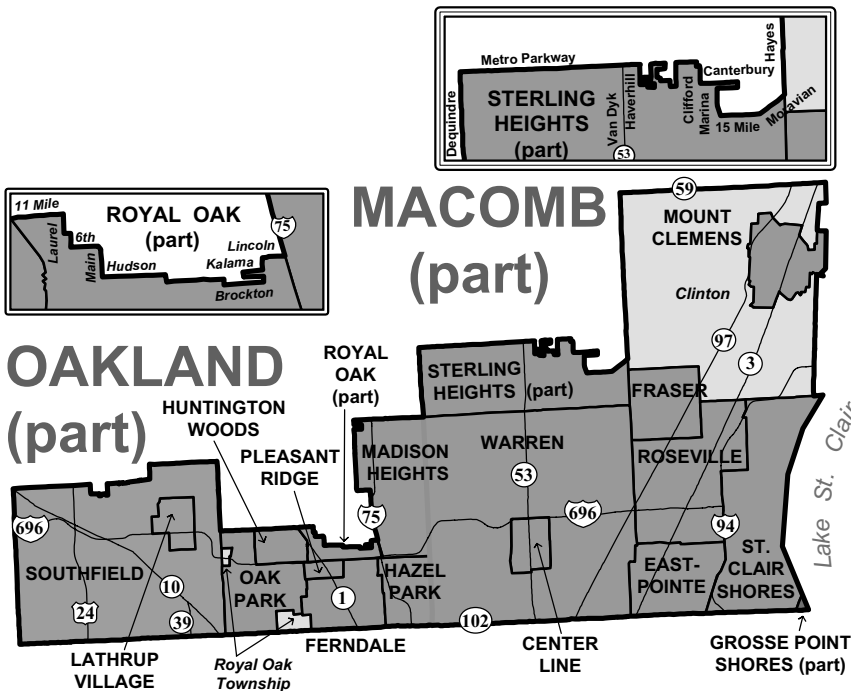 Metro Parkway
Hayes
Canterbury
STERLING
HEIGHTS
(part)
Dequindre
Van Dyk
Haverhill
Clifford
Marina
15 Mile
Moravian
53
11 Mile
ROYAL OAK
(part)
75
Laurel
6th
Main
Hudson
Kalama
Lincoln
Brockton
MACOMB
(part)
59
MOUNT
CLEMENS
Clinton
97
3
OAKLAND
(part)
ROYAL
OAK
(part)
HUNTINGTON
WOODS
PLEASANT
RIDGE
STERLING
HEIGHTS (part)
FRASER
MADISON
HEIGHTS
WARREN
ROSEVILLE
53
75
696
696
94
Lake St. Clair
SOUTHFIELD
10
24
39
OAK
PARK
1
HAZEL
PARK
EAST-
POINTE
ST.
CLAIR
SHORES
102
LATHRUP
VILLAGE
Royal Oak
Township
FERNDALE
CENTER
LINE
GROSSE POINT
SHORES (part)